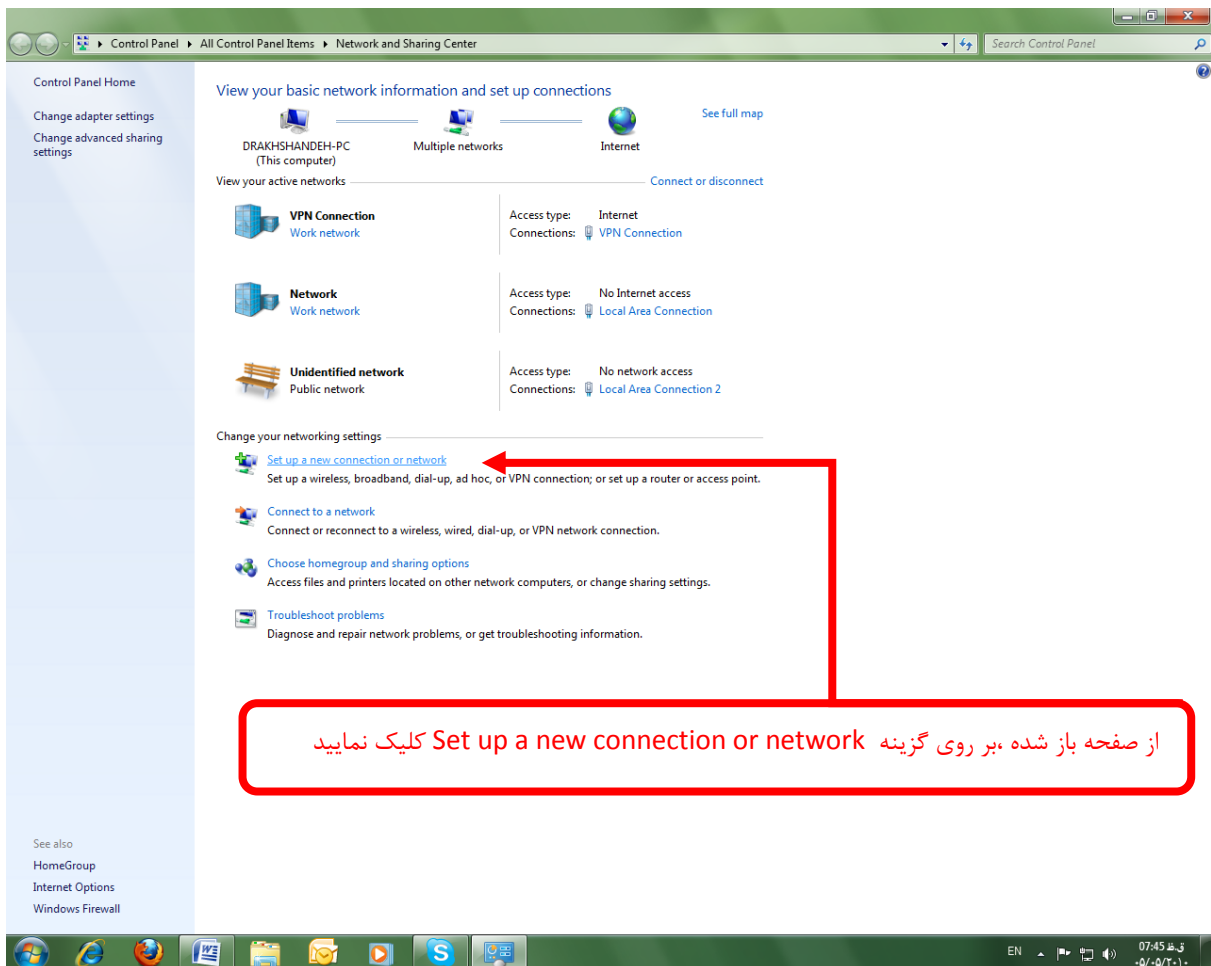 Control Panel ▸ All Control Panel Items ▸ Network and Sharing Center
Search Control Panel
Control Panel Home
Change adapter settings
Change advanced sharing
settings
View your basic network information and set up connections
See full map
DRAKHSHANDEH-PC
(This computer)
Multiple networks
Internet
View your active networks
Connect or disconnect
VPN Connection
Work network
Access type: Internet
Connections: VPN Connection
Network
Work network
Access type: No Internet access
Connections: Local Area Connection
Unidentified network
Public network
Access type: No network access
Connections: Local Area Connection 2
Change your networking settings
Set up a new connection or network
Set up a wireless, broadband, dial-up, ad hoc, or VPN connection; or set up a router or access point.
Connect to a network
Connect or reconnect to a wireless, wired, dial-up, or VPN network connection.
Choose homegroup and sharing options
Access files and printers located on other network computers, or change sharing settings.
Troubleshoot problems
Diagnose and repair network problems, or get troubleshooting information.
از صفحه باز شده ،بر روی گزینه Set up a new connection or network کلیک نمایید
See also
HomeGroup
Internet Options
Windows Firewall
EN
07:45 ق.ظ
۰۵/۰۵/۲۰۱۰